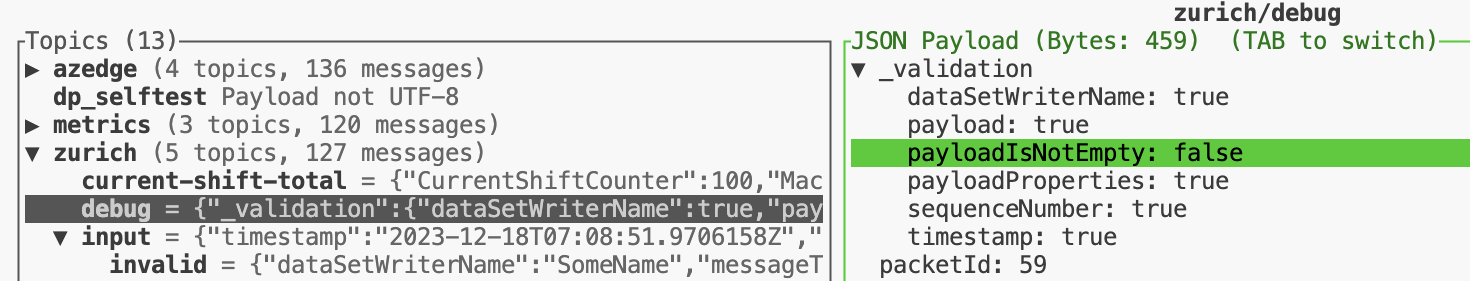 zurich/debug
Topics (13)
▶ azedge (4 topics, 136 messages)
dp_selftest Payload not UTF-8
▶ metrics (3 topics, 120 messages)
▼ zurich (5 topics, 127 messages)
current-shift-total = {"CurrentShiftCounter":100,"Mac
debug = {"_validation":{"dataSetWriterName":true,"pay
▼ input = {"timestamp":"2023-12-18T07:08:51.9706158Z","
invalid = {"dataSetWriterName":"SomeName","messageT
JSON Payload (Bytes: 459) (TAB to switch)
▼ _validation
dataSetWriterName: true
payload: true
payloadIsNotEmpty: false
payloadProperties: true
sequenceNumber: true
timestamp: true
packetId: 59